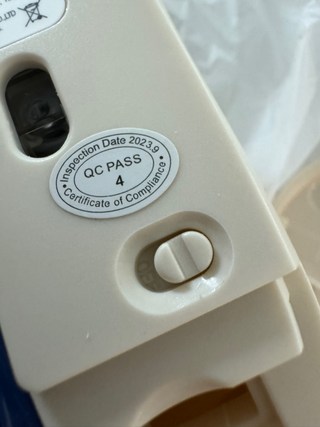 Inspection Date 2023.9
QC PASS
4
Certificate of Compliance